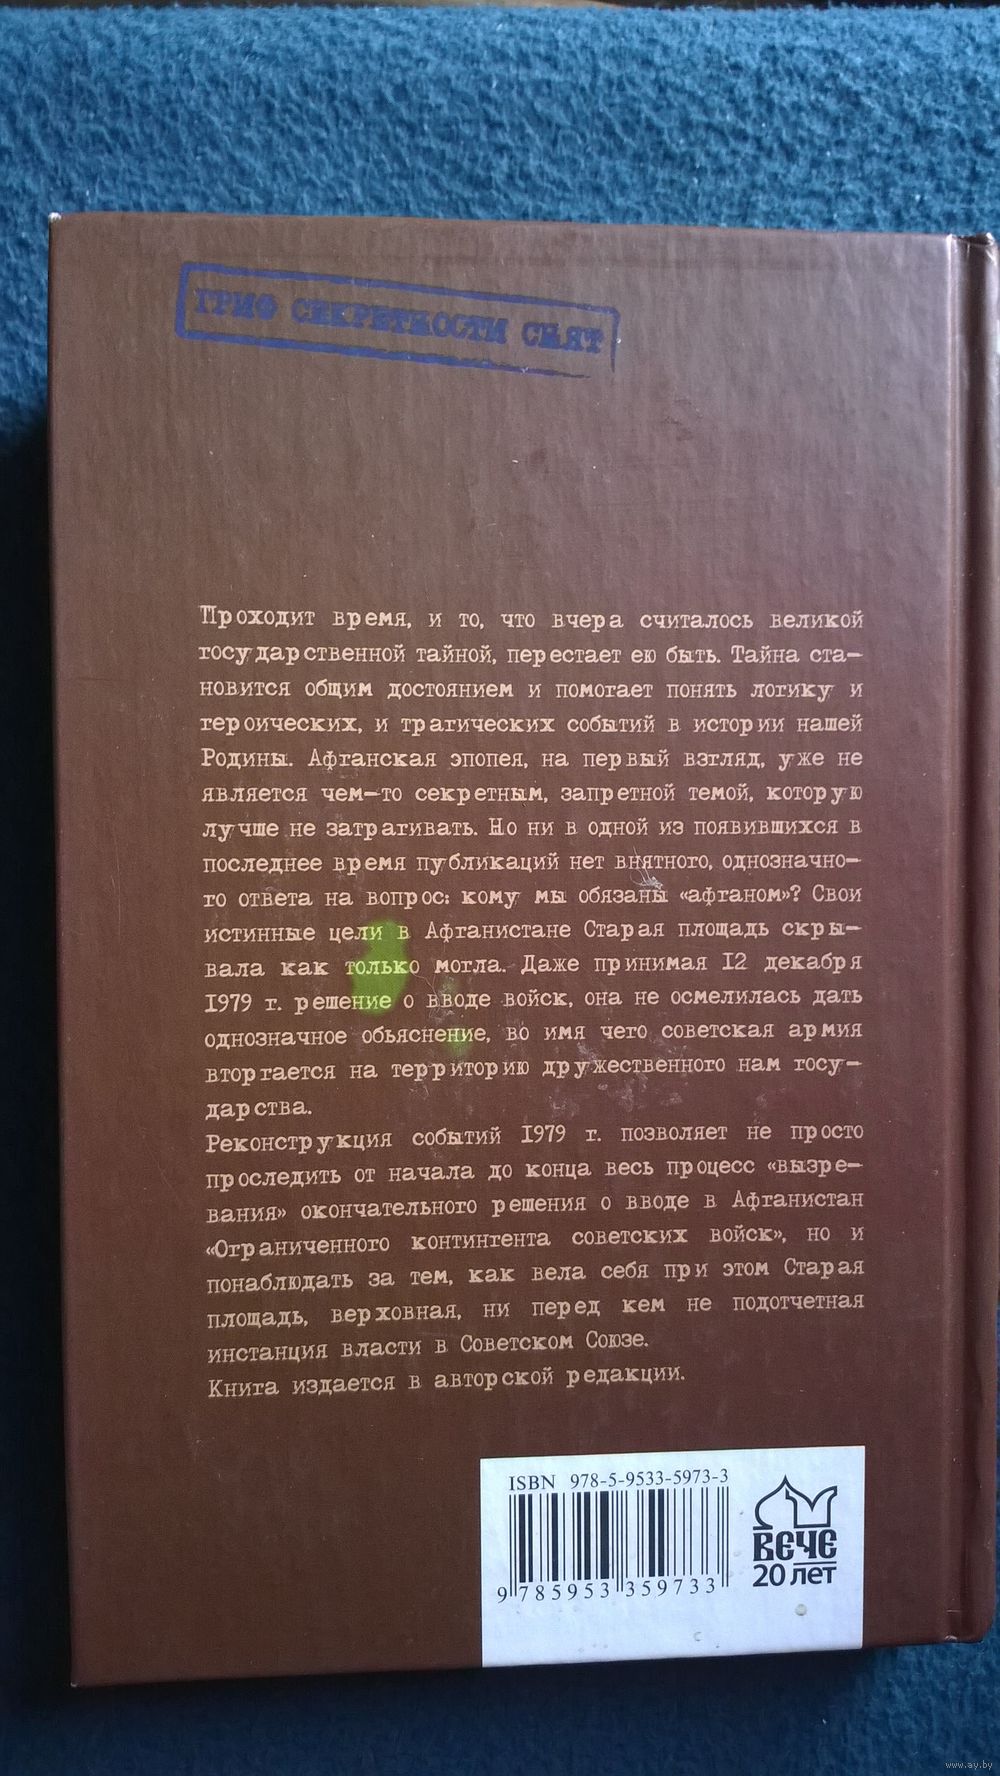 ГРИФ СЕКРЕТНОСТИ СНЯТ
Проходит время, и то, что вчера считалось великой
государственной тайной, перестает ею быть. Тайна ста-
новится общим достоянием и помогает понять логику и
героических, и трагических событий в истории нашей
Родины. Афганская эпопея, на первый взгляд, уже не
является чем-то секретным, запретной темой, которую
лучше не затрагивать. Но ни в одной из появившихся в
последнее время публикаций нет внятного, однозначно-
го ответа на вопрос: кому мы обязаны «афганом»? Свои
истинные цели в Афганистане Старая площадь скры-
вала как только могла. Даже принимая 12 декабря
1979 г. решение о вводе войск, она не осмелилась дать
однозначное обьяснение, во имя чего советская армия
вторгается на территорию дружественного нам госу-
дарства.
Реконструкция событий 1979 г. позволяет не просто
проследить от начала до конца весь процесс «вызре-
вания» окончательного решения о вводе в Афганистан
«Ограниченного контингента советских войск», но и
понаблюдать за тем, как вела себя при этом Старая
площадь, верховная, ни перед кем не подотчетная
инстанция власти в Советском Союзе.
Книга издается в авторской редакции.
ISBN 978-5-9533-5973-3
9 785953 359733
ВЕЧЕ
20 лет
www.ay.by